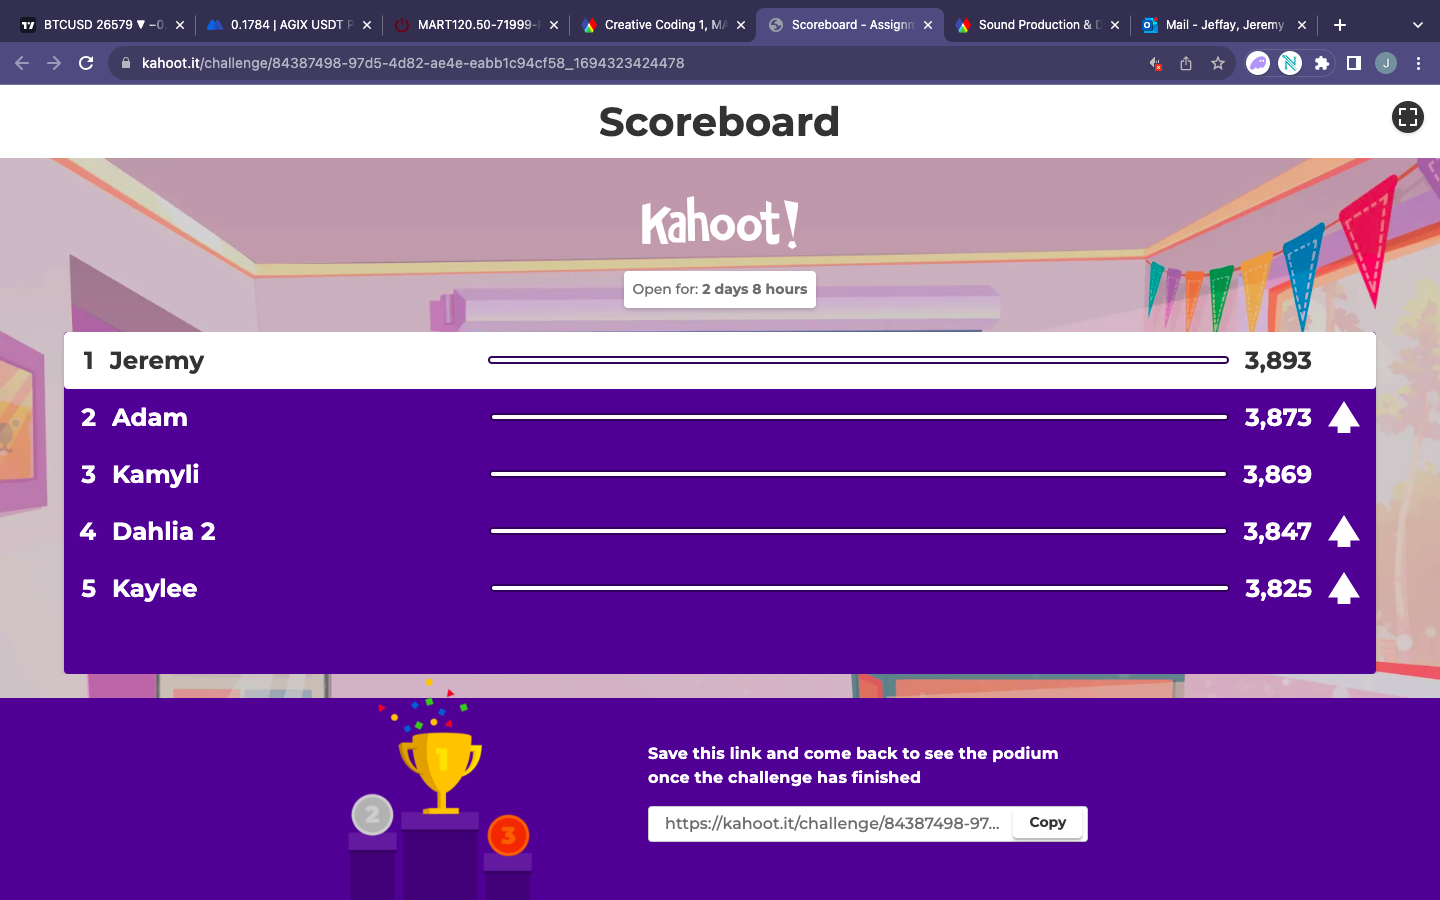 BTCUSD 26579 ▼ −0.
0.1784 | AGIX USDT P
MART120.50-71999-
Creative Coding 1, MA
Scoreboard - Assignm
Sound Production & D
Mail - Jeffay, Jeremy
kahoot.it/challenge/84387498-97d5-4d82-ae4e-eabb1c94cf58_1694323424478
J
Scoreboard
Kahoot!
Open for: 2 days 8 hours
1 Jeremy 3,893
2 Adam 3,873
3 Kamyli 3,869
4 Dahlia 2 3,847
5 Kaylee 3,825
1
2
3
Save this link and come back to see the podium
once the challenge has finished
https://kahoot.it/challenge/84387498-97... Copy